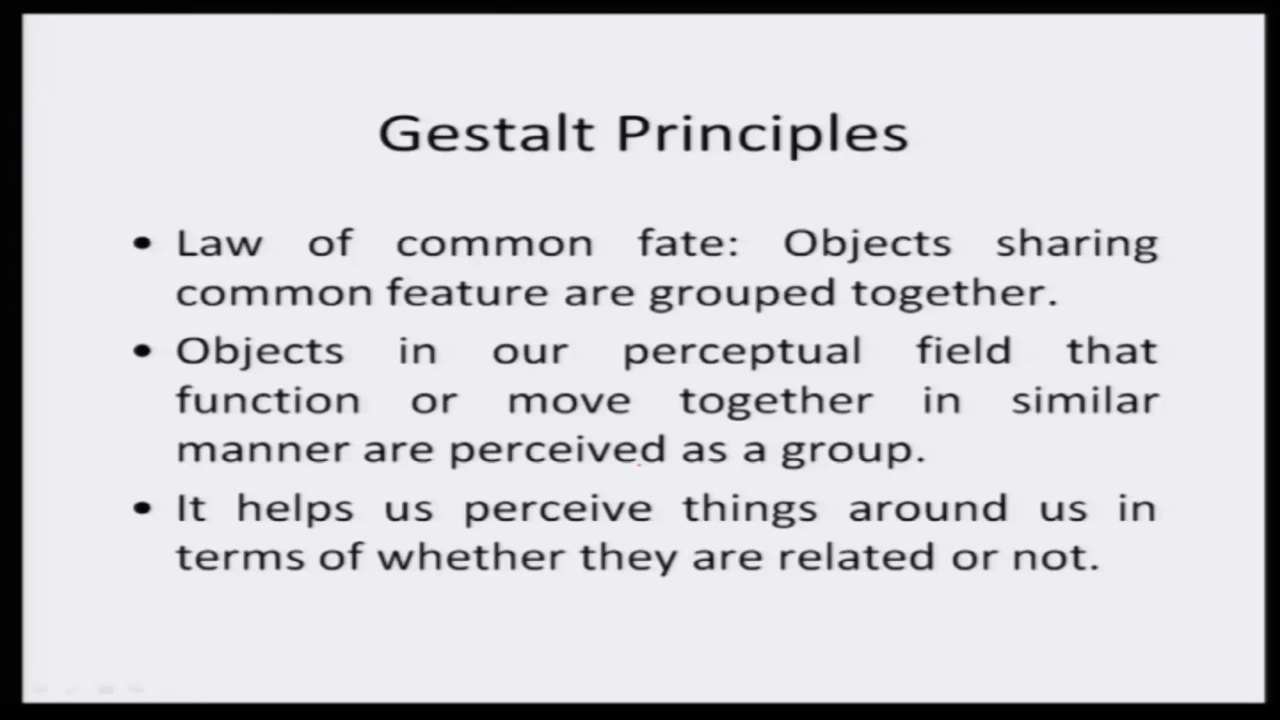 Gestalt Principles
• Law of common fate: Objects sharing
common feature are grouped together.
• Objects in our perceptual field that
function or move together in similar
manner are perceived as a group.
• It helps us perceive things around us in
terms of whether they are related or not.